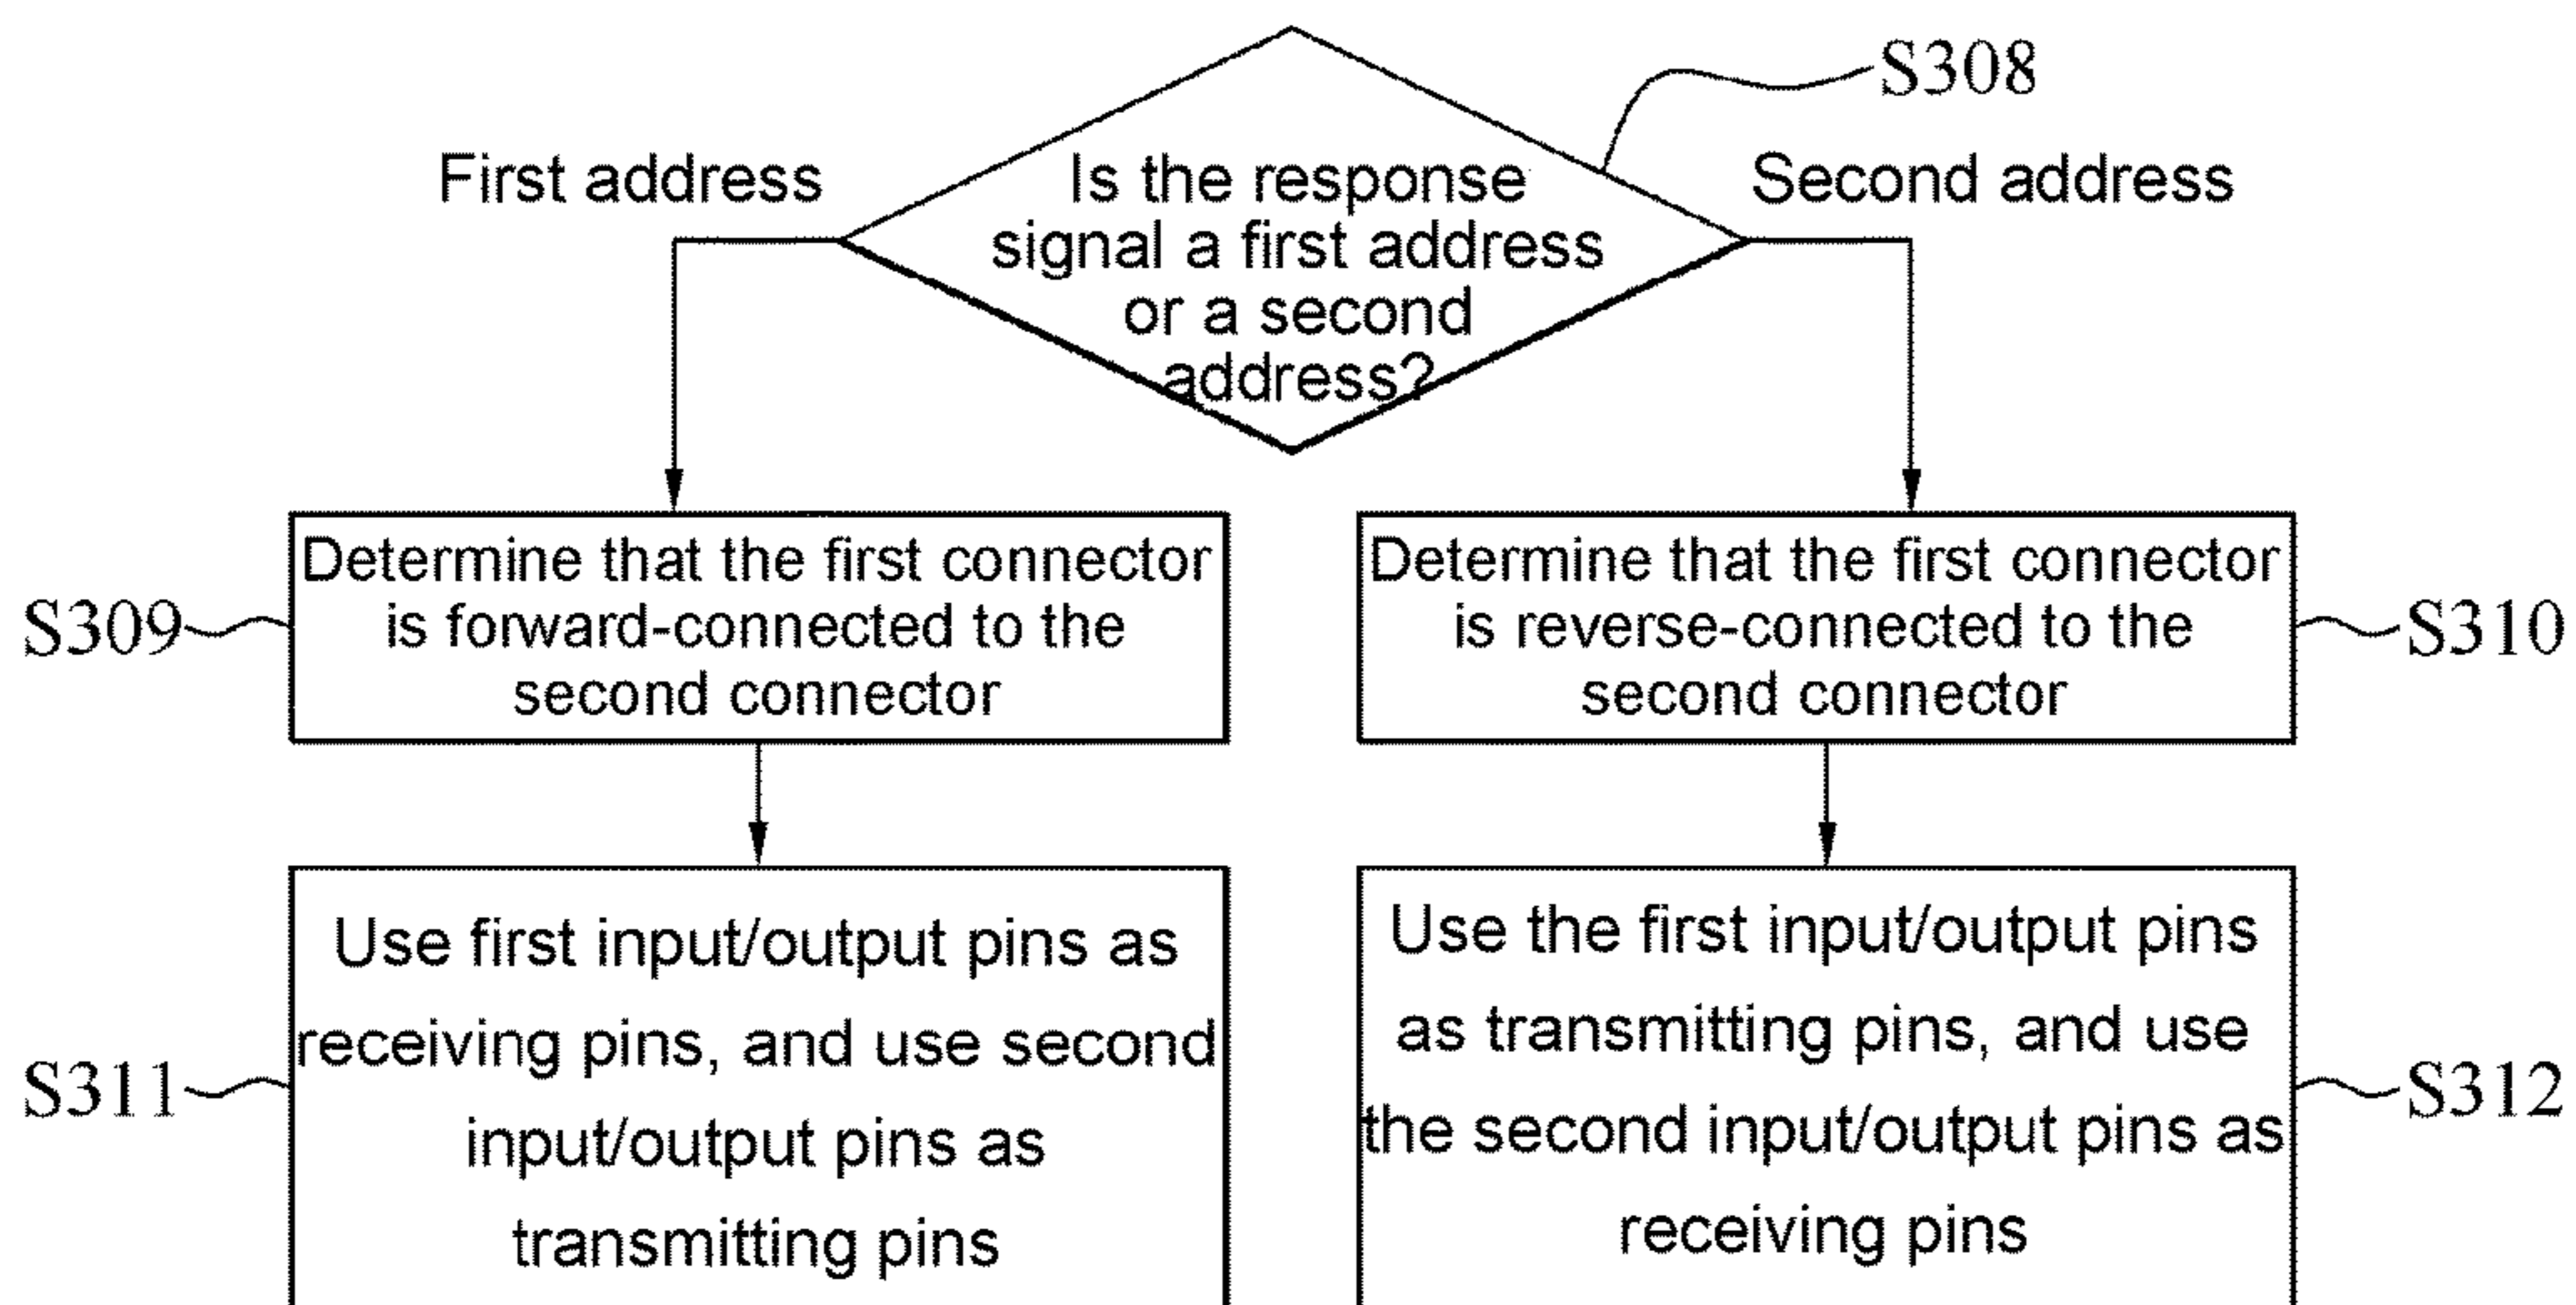 S308
First address
Is the response
signal a first address
or a second
address?
Second address
S309
Determine that the first connector
is forward-connected to the
second connector
Determine that the first connector
is reverse-connected to the
second connector
S310
S311
Use first input/output pins as
receiving pins, and use second
input/output pins as
transmitting pins
Use the first input/output pins
as transmitting pins, and use
the second input/output pins as
receiving pins
S312